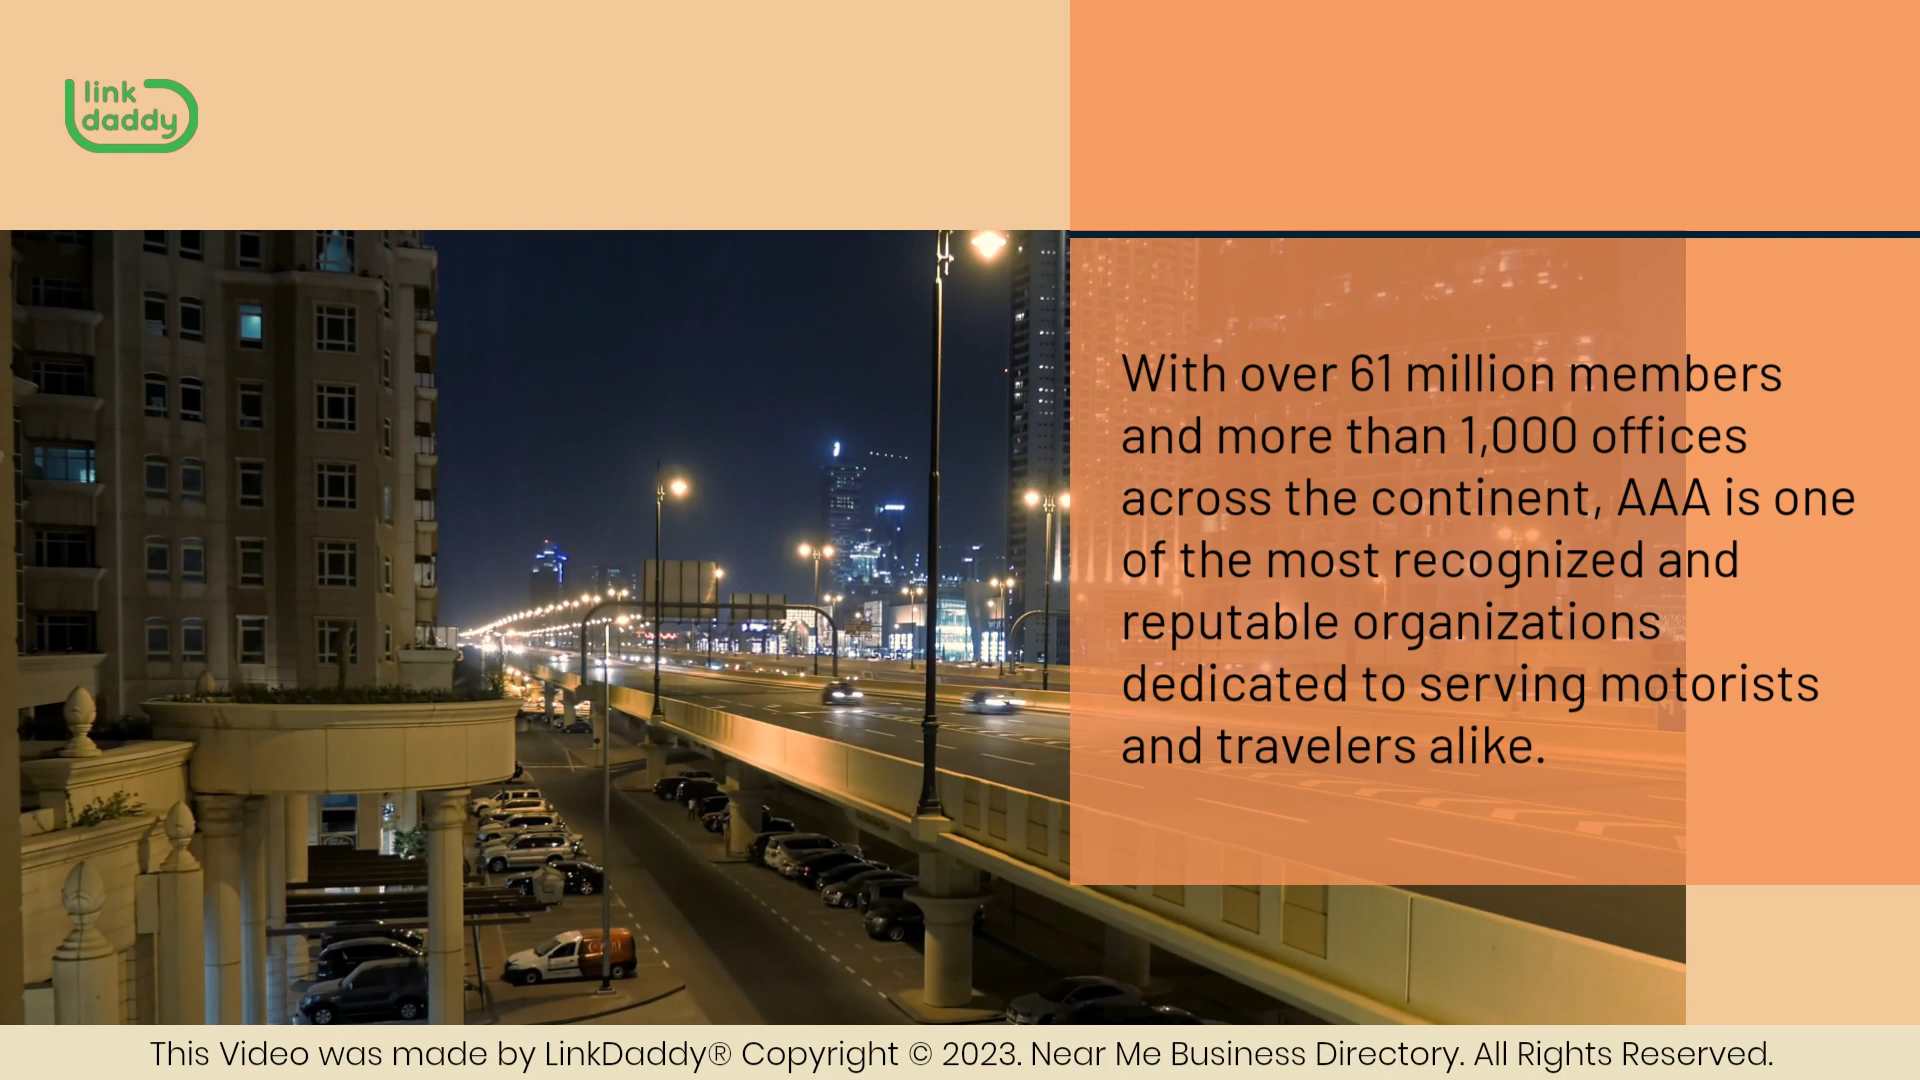 link
daddy
With over 61 million members
and more than 1,000 offices
across the continent, AAA is one
of the most recognized and
reputable organizations
dedicated to serving motorists
and travelers alike.
This Video was made by LinkDaddy® Copyright © 2023. Near Me Business Directory. All Rights Reserved.